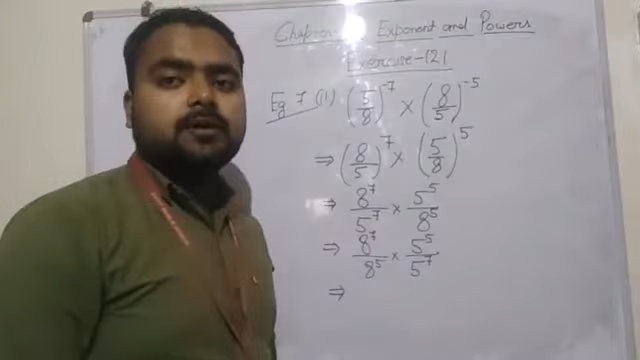 Chapter- Exponent and Powers
Exercise-12.1
Eg 7 (1) (5/8)^-7 × (8/5)^-5
⇒ (8/5)^7 × (5/8)^5
⇒ 8^7/5^7 × 5^5/8^5
⇒ 8^7/8^5 × 5^5/5^7
⇒